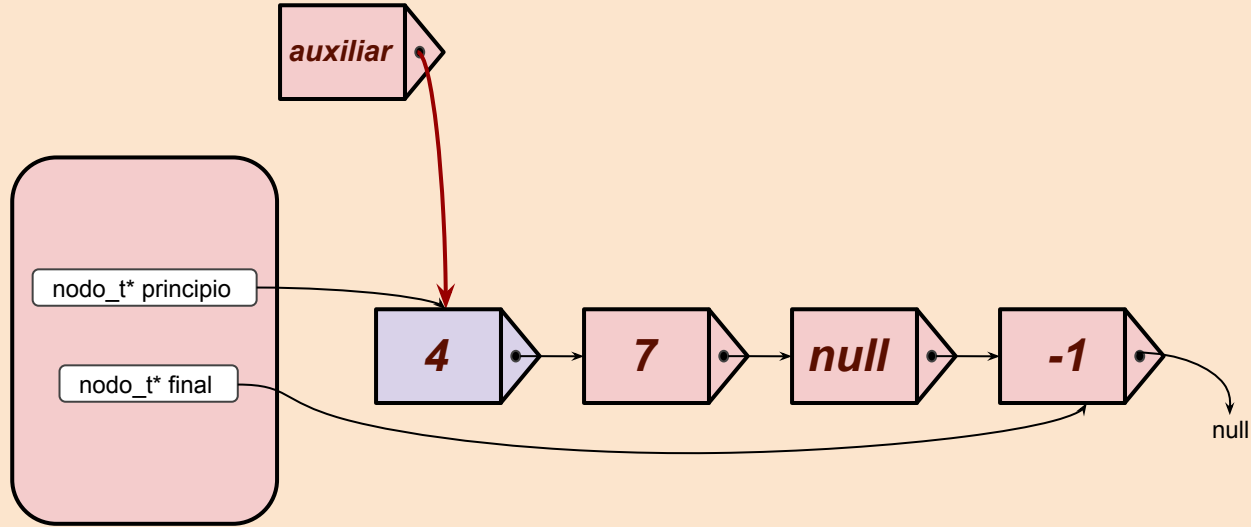 auxiliar
nodo_t* principio
4
7
null
-1
nodo_t* final
null